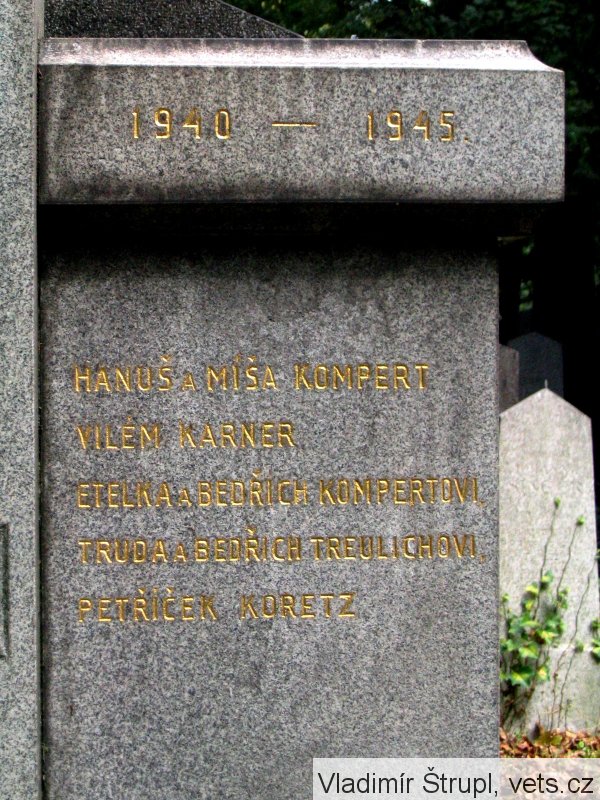 1940 — 1945.
HANUŠ A MÍŠA KOMPERT
VILÉM KARNER
ETELKA A BEDŘICH KOMPERTOVI,
TRUDA A BEDŘICH TREULICHOVI,
PETŘÍČEK KORETZ
Vladimír Štrupl, vets.cz